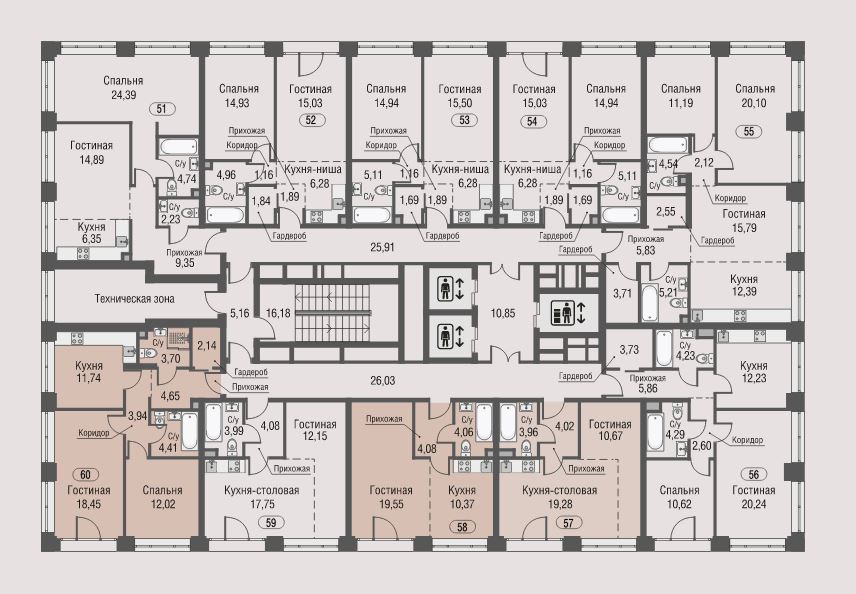 Спальня
24,39
51
Гостиная
14,89
С/у
4,74
С/у
2,23
Кухня
6,35
Прихожая
9,35
Спальня
14,93
Гостиная
15,03
52
Прихожая
Коридор
С/у
4,96
1,16
Кухня-ниша
6,28
1,84
1,89
Гардероб
Спальня
14,94
Гостиная
15,50
53
Прихожая
Коридор
С/у
5,11
1,16
Кухня-ниша
6,28
1,69
1,89
Гардероб
Гостиная
15,03
54
Спальня
14,94
Прихожая
Коридор
Кухня-ниша
6,28
1,16
С/у
5,11
1,89
1,69
Гардероб
Спальня
11,19
Спальня
20,10
55
С/у
4,54
2,12
Коридор
2,55
Гостиная
15,79
Гардероб
Прихожая
5,83
Гардероб
3,71
С/у
5,21
Кухня
12,39
25,91
Техническая зона
5,16
16,18
10,85
26,03
Кухня
11,74
С/у
3,70
2,14
Гардероб
Прихожая
4,65
3,94
Коридор
С/у
4,41
60
Гостиная
18,45
Спальня
12,02
С/у
3,99
4,08
Гостиная
12,15
Прихожая
Кухня-столовая
17,75
59
Прихожая
4,08
С/у
4,06
Гостиная
19,55
Кухня
10,37
58
С/у
3,96
4,02
Гостиная
10,67
Прихожая
Кухня-столовая
19,28
57
Гардероб
3,73
С/у
4,23
Прихожая
5,86
Кухня
12,23
С/у
4,29
2,60
Коридор
Спальня
10,62
56
Гостиная
20,24